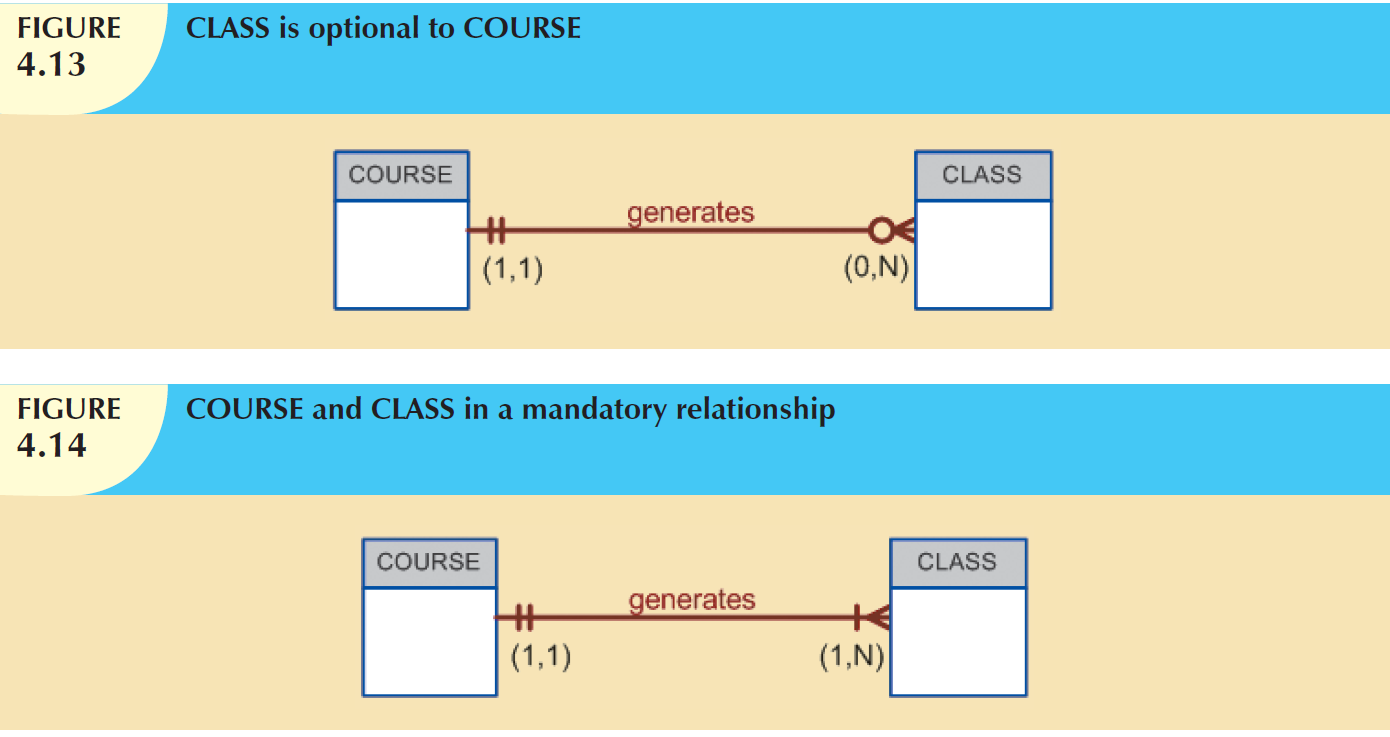 FIGURE
4.13
CLASS is optional to COURSE
COURSE
generates
CLASS
(1,1)
(0,N)
FIGURE
4.14
COURSE and CLASS in a mandatory relationship
COURSE
generates
CLASS
(1,1)
(1,N)